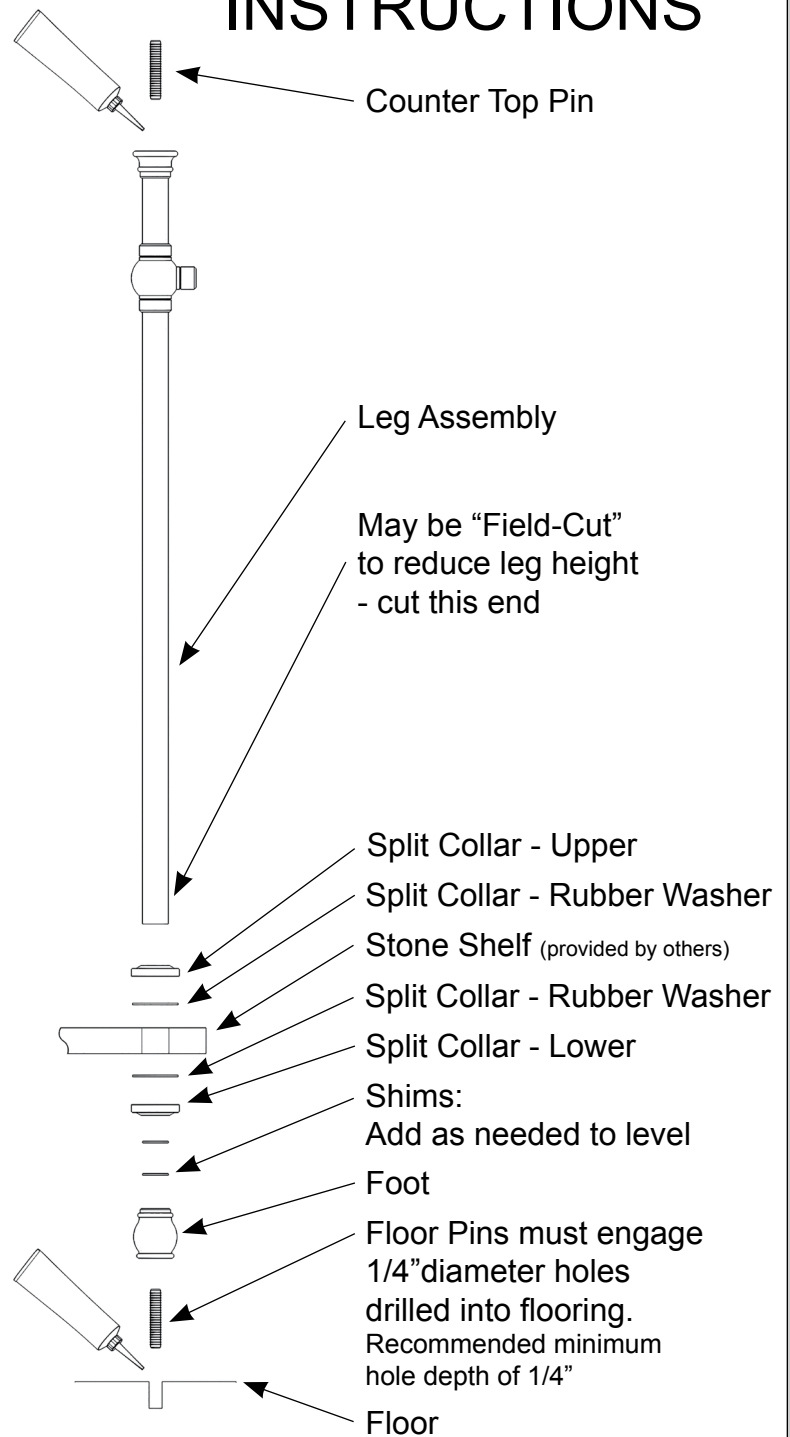 INSTRUCTIONS
Counter Top Pin
Leg Assembly
May be “Field-Cut”
to reduce leg height
- cut this end
Split Collar - Upper
Split Collar - Rubber Washer
Stone Shelf (provided by others)
Split Collar - Rubber Washer
Split Collar - Lower
Shims:
Add as needed to level
Foot
Floor Pins must engage
1/4”diameter holes
drilled into flooring.
Recommended minimum
hole depth of 1/4”
Floor